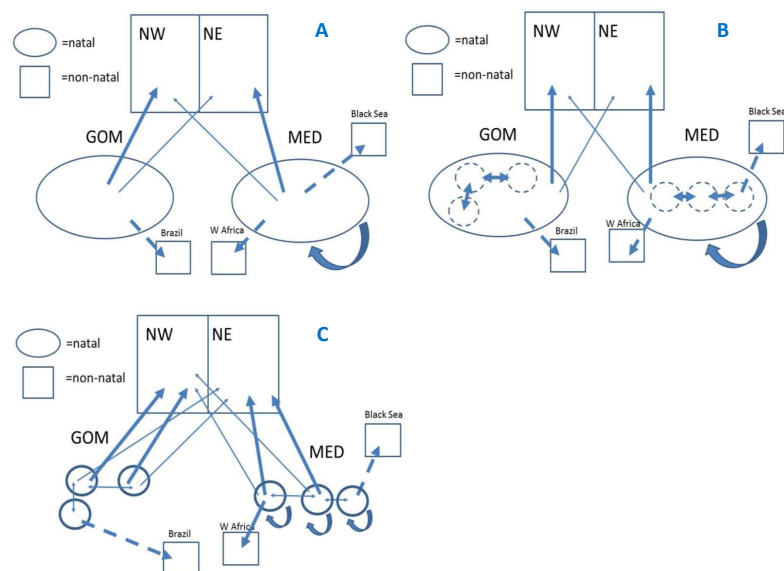 A
=natal
=non-natal
NW
NE
GOM
MED
Black Sea
Brazil
W Africa
B
=natal
=non-natal
NW
NE
GOM
MED
Black Sea
Brazil
W Africa
C
=natal
=non-natal
NW
NE
GOM
MED
Black Sea
Brazil
W Africa